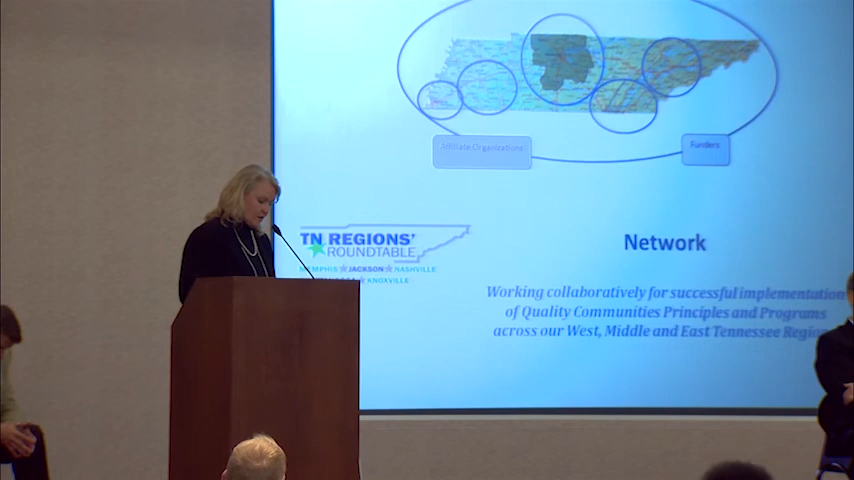 Affiliate Organizations
Funders
TN REGIONS'
ROUNDTABLE
MEMPHIS JACKSON NASHVILLE
KNOXVILLE
Network
Working collaboratively for successful implementation
of Quality Communities Principles and Programs
across our West, Middle and East Tennessee